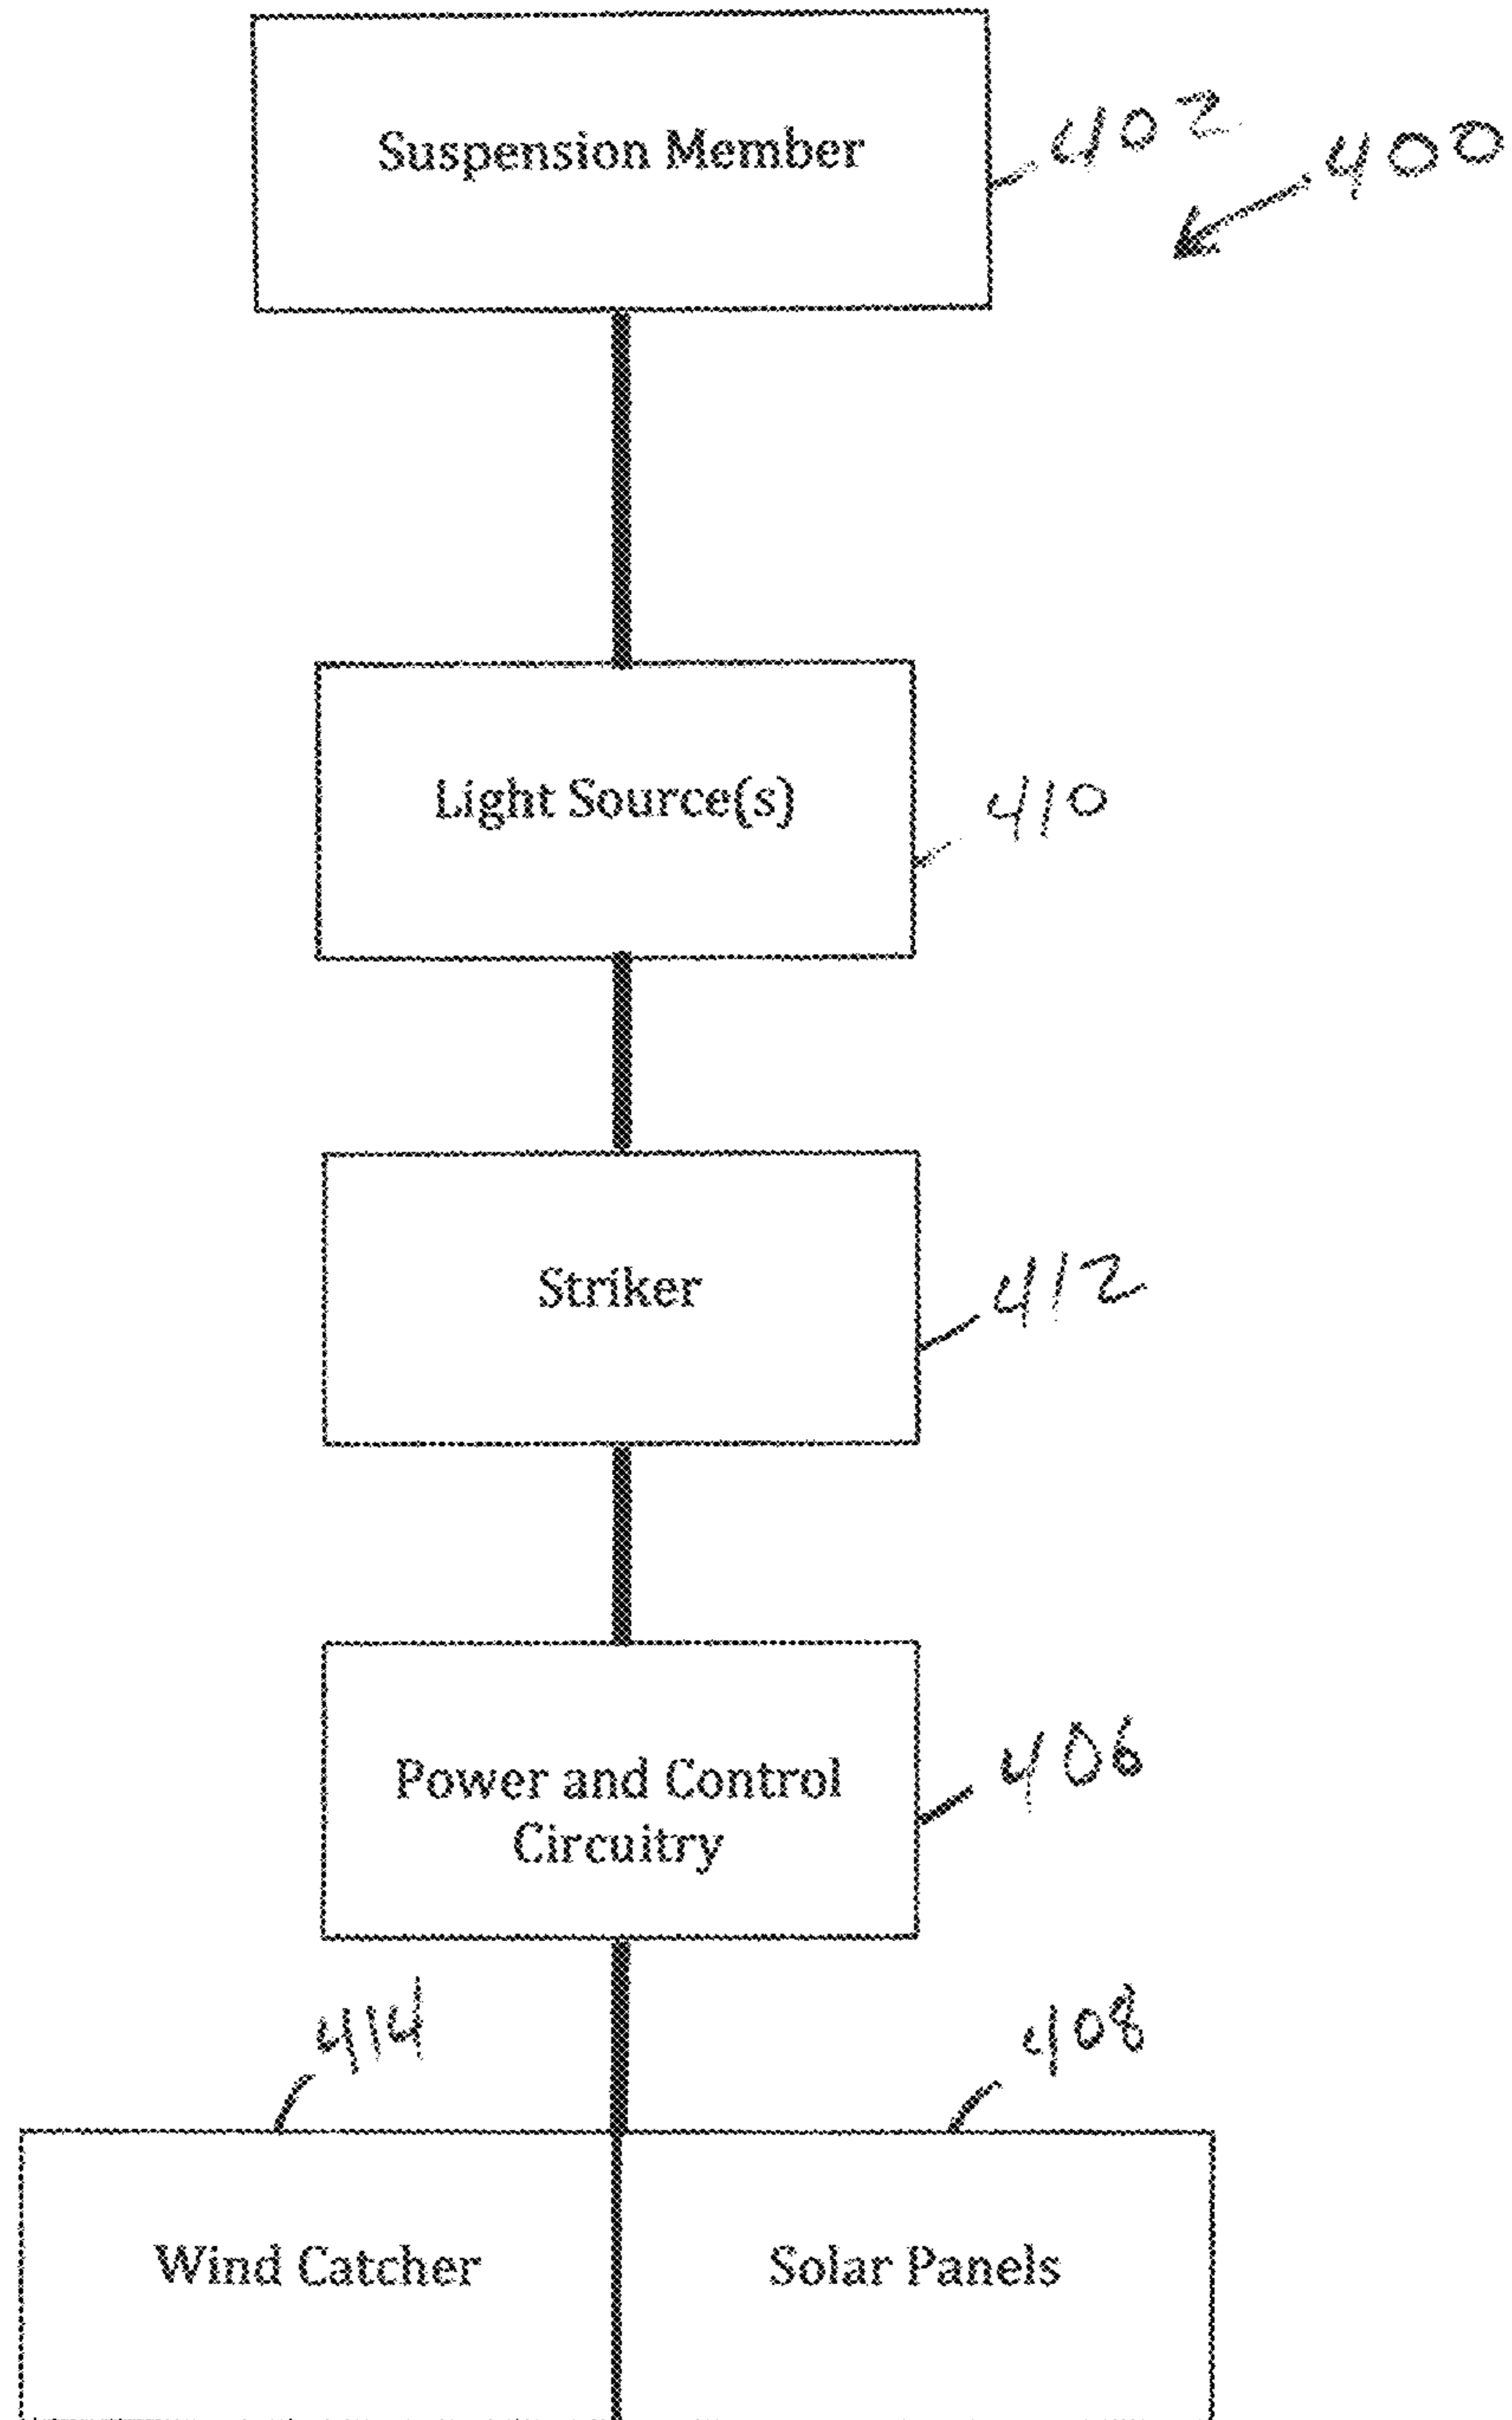 Suspension Member
402
400
Light Source(s)
410
Striker
412
Power and Control
Circuitry
406
414
408
Wind Catcher
Solar Panels